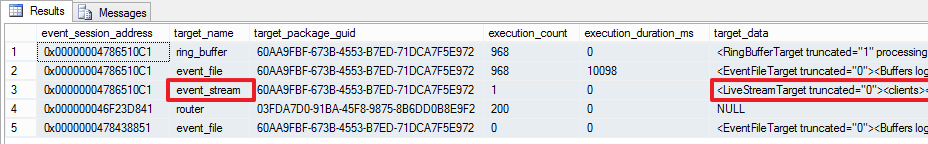 Results Messages
event_session_address target_name target_package_guid execution_count execution_duration_ms target_data
1 0x00000004786510C1 ring_buffer 60AA9FBF-673B-4553-B7ED-71DCA7F5E972 968 0 <RingBufferTarget truncated="1" processing
2 0x00000004786510C1 event_file 60AA9FBF-673B-4553-B7ED-71DCA7F5E972 968 10098 <EventFileTarget truncated="0"><Buffers log
3 0x00000004786510C1 event_stream 60AA9FBF-673B-4553-B7ED-71DCA7F5E972 1 0 <LiveStreamTarget truncated="0"><clients><
4 0x000000046F23D841 router 03FDA7D0-91BA-45F8-9875-8B6DD0B8E9F2 200 0 NULL
5 0x0000000478438851 event_file 60AA9FBF-673B-4553-B7ED-71DCA7F5E972 0 0 <EventFileTarget truncated="0"><Buffers log